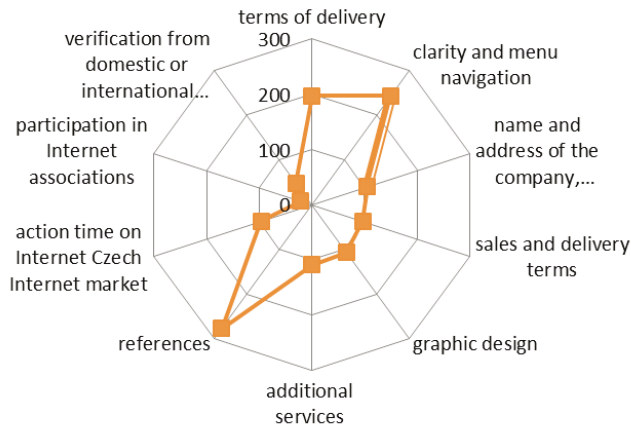 terms of delivery
300
200
100
0
clarity and menu
navigation
name and
address of the
company,...
sales and delivery
terms
graphic design
additional
services
references
action time on
Internet Czech
Internet market
participation in
Internet
associations
verification from
domestic or
international...